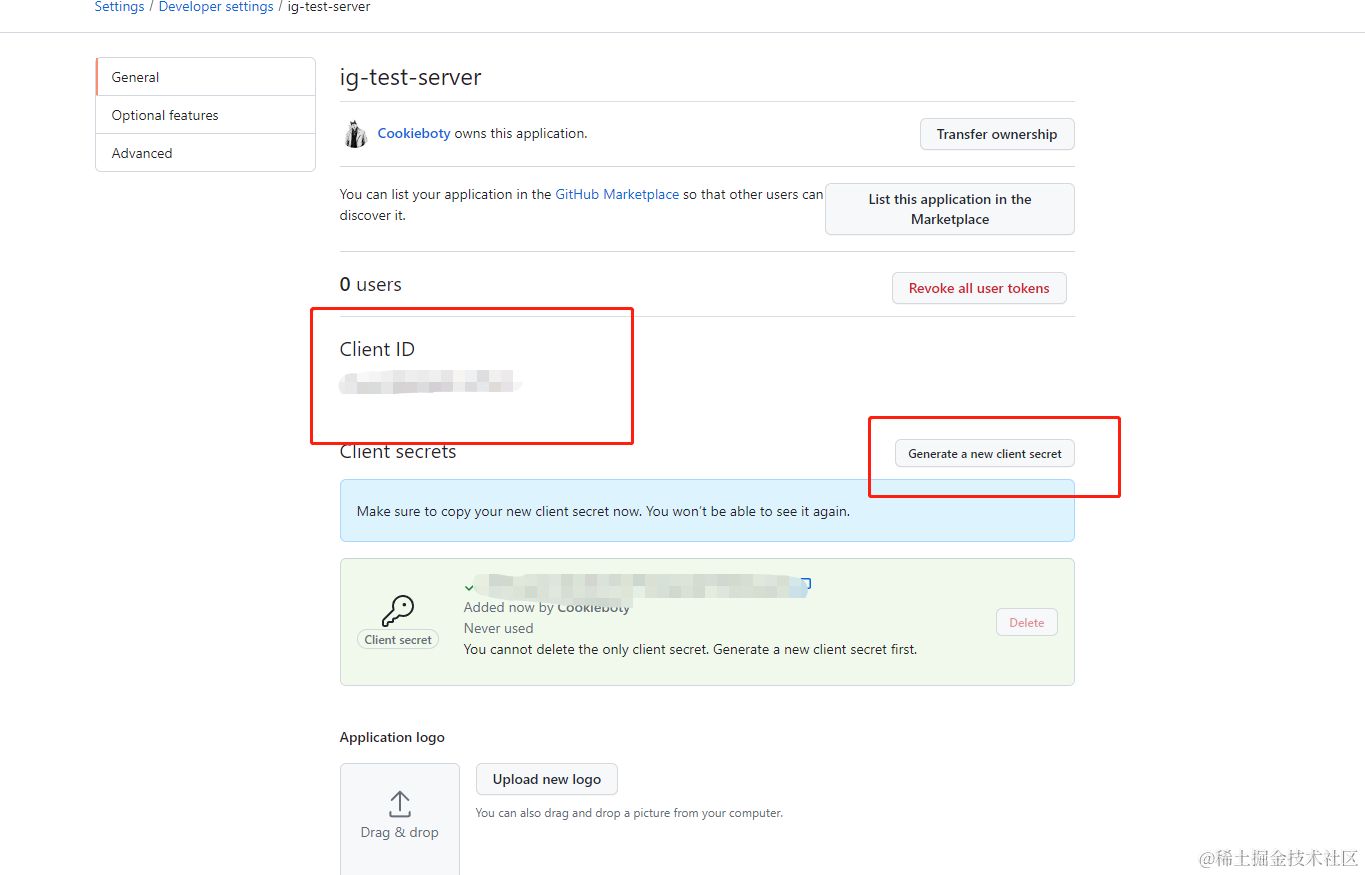 Settings / Developer settings / ig-test-server
General
Optional features
Advanced
ig-test-server
Cookieboty owns this application.
Transfer ownership
You can list your application in the GitHub Marketplace so that other users can
discover it.
List this application in the
Marketplace
0 users
Revoke all user tokens
Client ID
Client secrets
Generate a new client secret
Make sure to copy your new client secret now. You won't be able to see it again.
Client secret
Added now by Cookieboty
Never used
You cannot delete the only client secret. Generate a new client secret first.
Delete
Application logo
Drag & drop
Upload new logo
You can also drag and drop a picture from your computer.
@稀土掘金技术社区